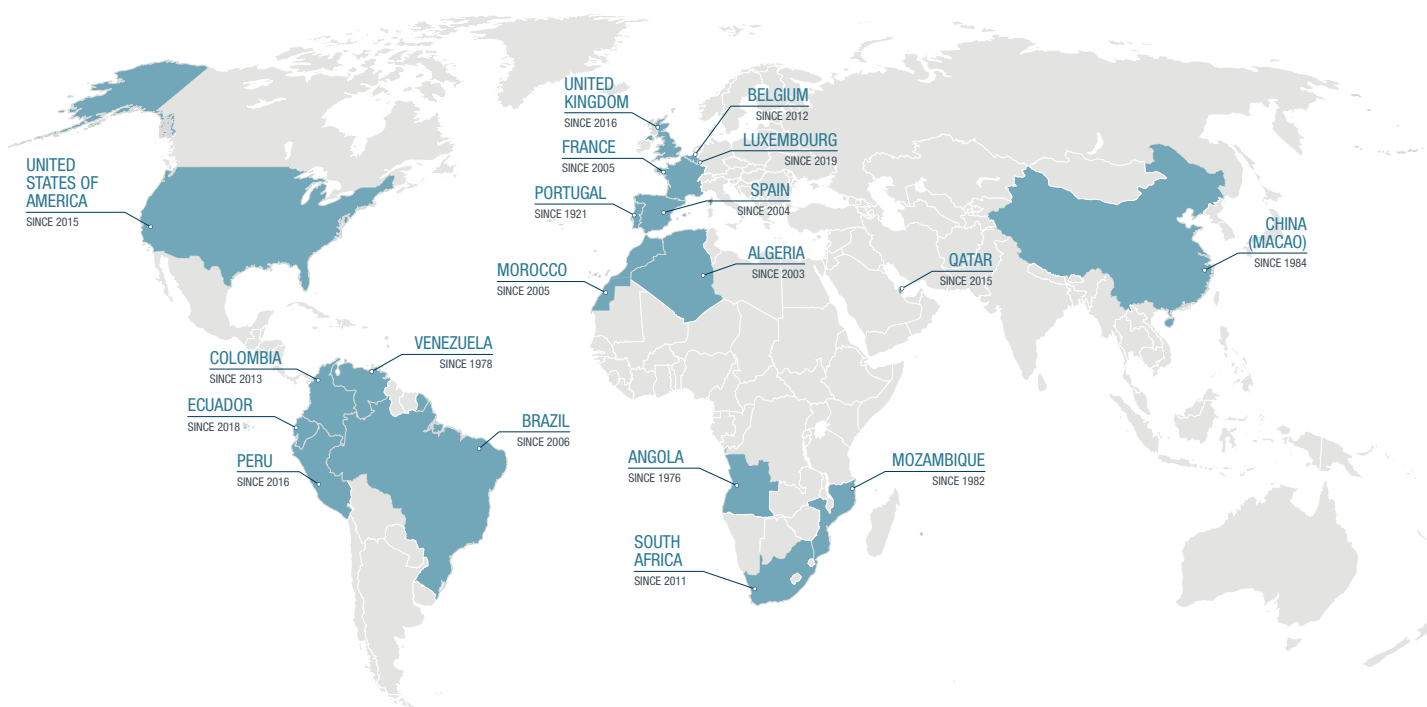 UNITED
STATES OF
AMERICA
SINCE 2015
UNITED
KINGDOM
SINCE 2016
FRANCE
SINCE 2005
PORTUGAL
SINCE 1921
BELGIUM
SINCE 2012
LUXEMBOURG
SINCE 2019
SPAIN
SINCE 2004
MOROCCO
SINCE 2005
ALGERIA
SINCE 2003
QATAR
SINCE 2015
CHINA
(MACAO)
SINCE 1984
VENEZUELA
SINCE 1978
COLOMBIA
SINCE 2013
ECUADOR
SINCE 2018
BRAZIL
SINCE 2006
PERU
SINCE 2016
ANGOLA
SINCE 1976
MOZAMBIQUE
SINCE 1982
SOUTH
AFRICA
SINCE 2011